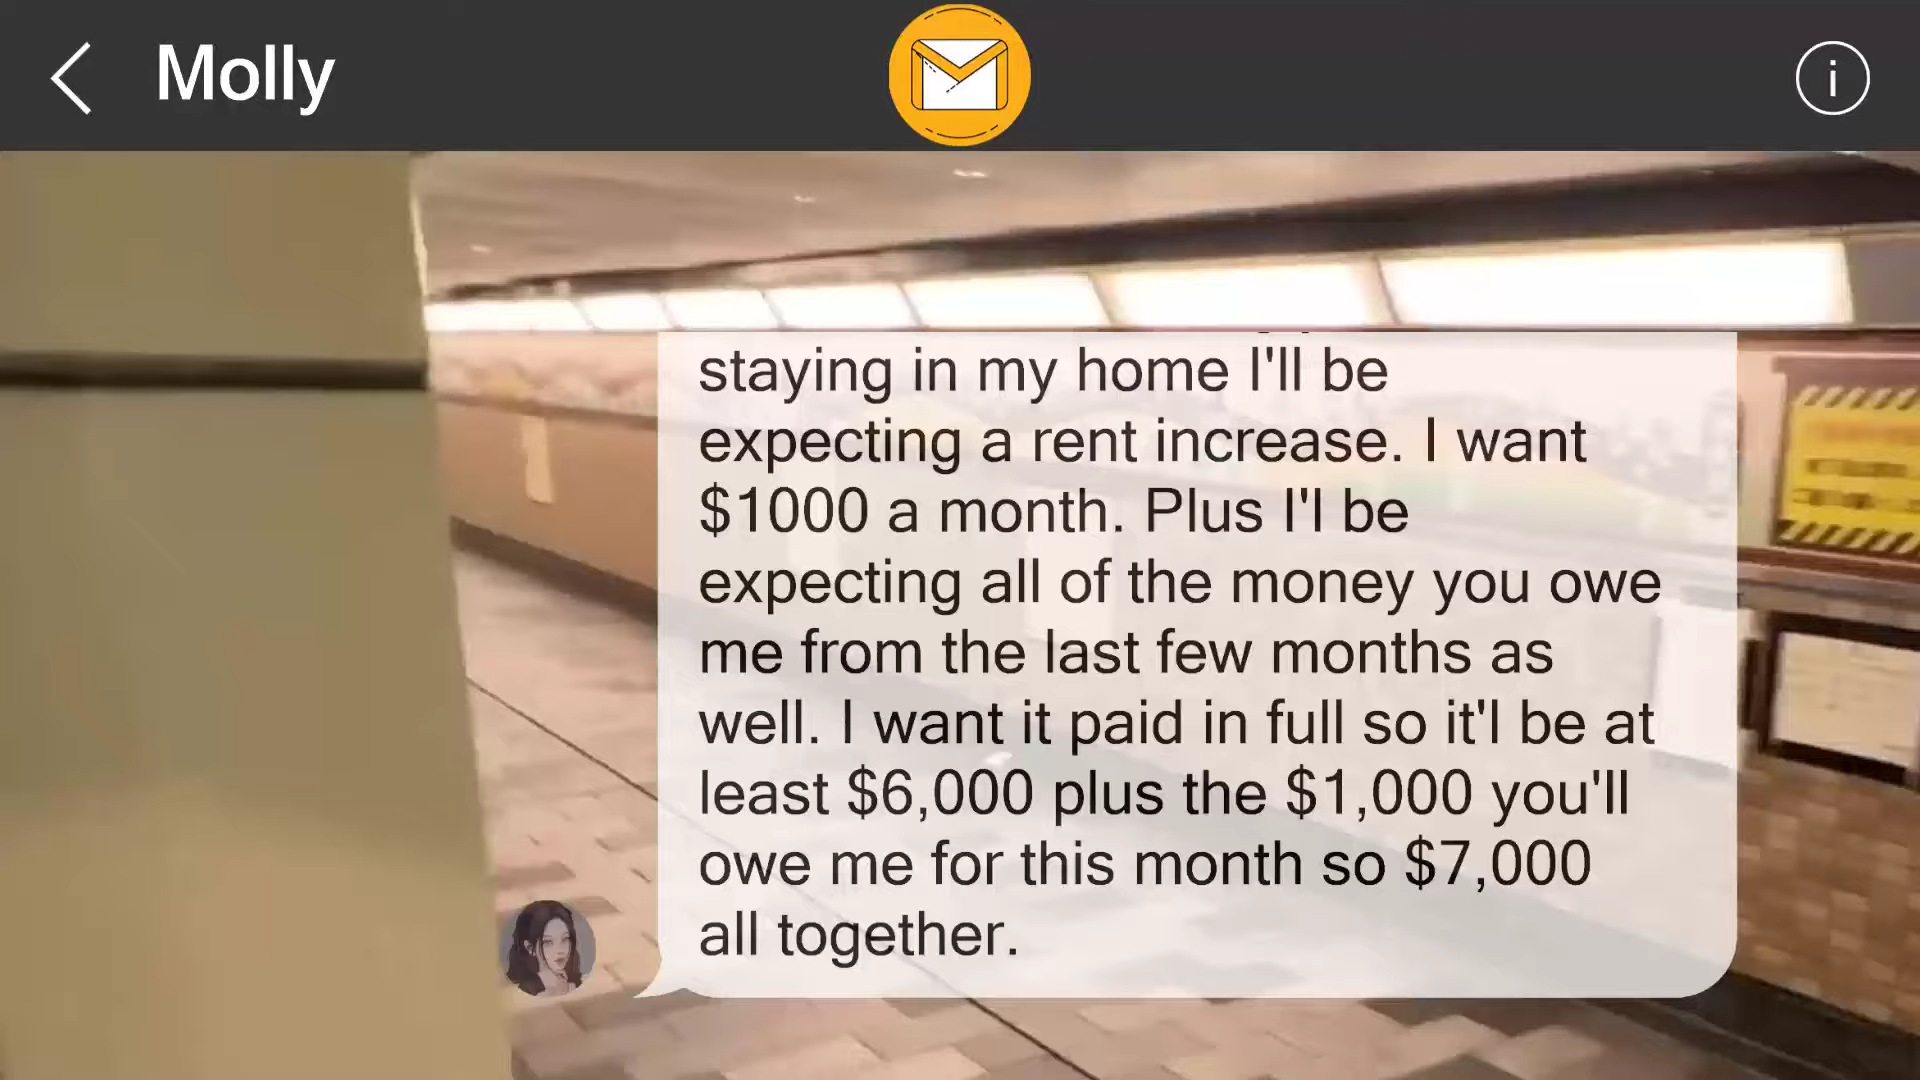 Molly
i
staying in my home I'll be
expecting a rent increase. I want
$1000 a month. Plus I'l be
expecting all of the money you owe
me from the last few months as
well. I want it paid in full so it'l be at
least $6,000 plus the $1,000 you'll
owe me for this month so $7,000
all together.